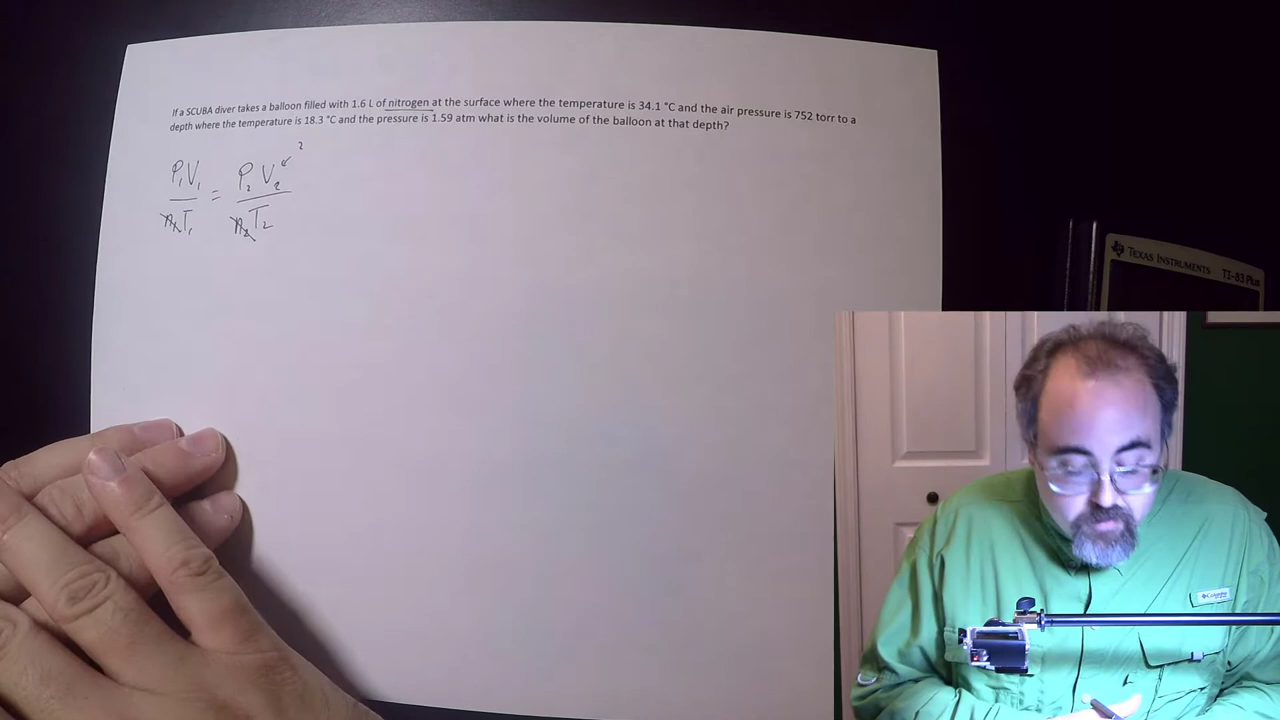 If a SCUBA diver takes a balloon filled with 1.6 L of nitrogen at the surface where the temperature is 34.1 °C and the air pressure is 752 torr to a
depth where the temperature is 18.3 °C and the pressure is 1.59 atm what is the volume of the balloon at that depth?
?
P₁V₁ = P₂V₂
n₁T₁ n₂T₂
TEXAS INSTRUMENTS TI-83 Plus
Columbia